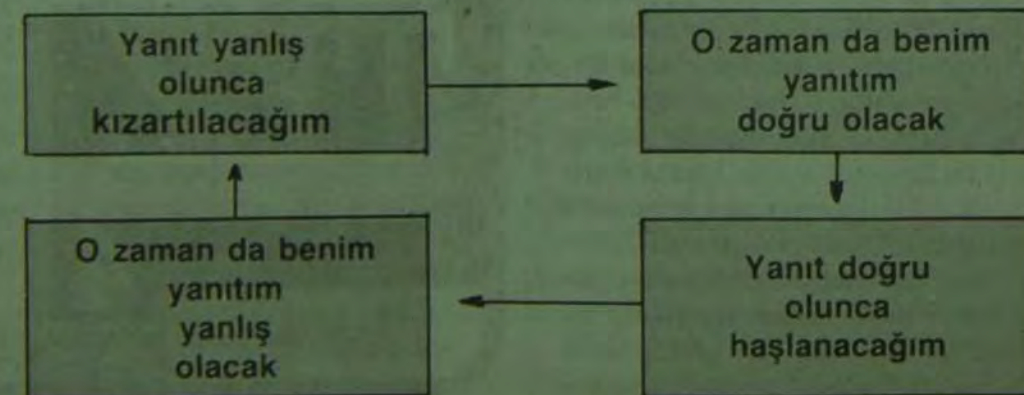 Yanıt yanlış
olunca
kızartılacağım
O zaman da benim
yanıtım
doğru olacak
O zaman da benim
yanıtım
yanlış
olacak
Yanıt doğru
olunca
haşlanacağım